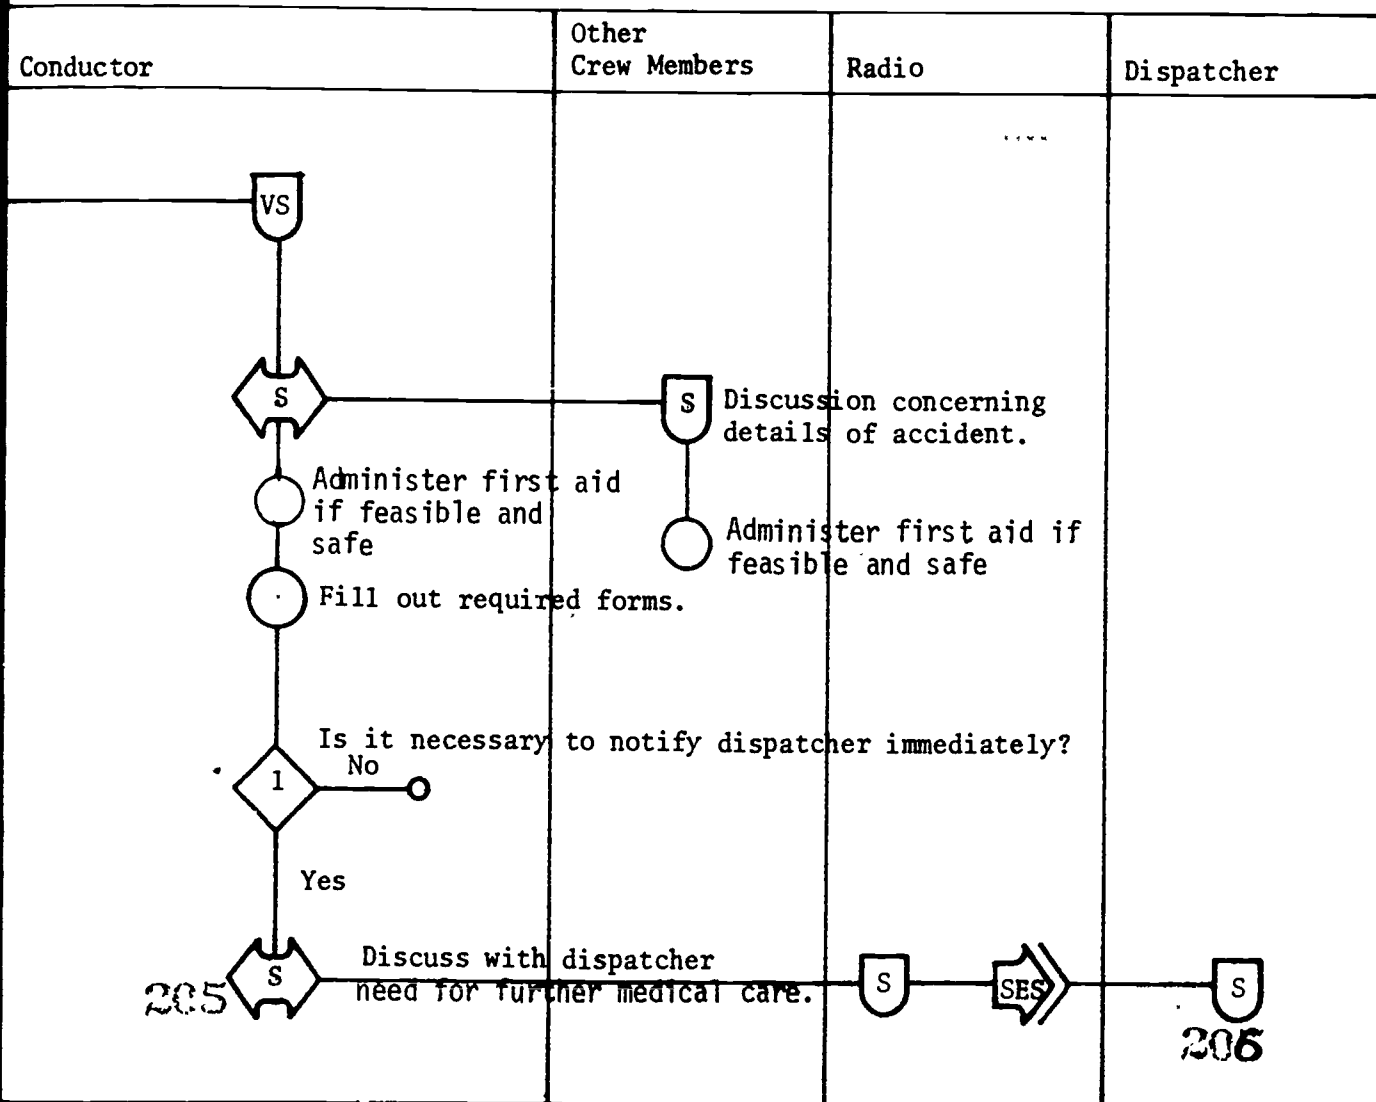 Conductor
Other
Crew Members
Radio
Dispatcher
VS
S
S
Discussion concerning
details of accident.
Administer first aid
if feasible and
safe
Administer first aid if
feasible and safe
Fill out required forms.
Is it necessary to notify dispatcher immediately?
No
1
Yes
Discuss with dispatcher
need for further medical care.
S
S
SES
S
205
206